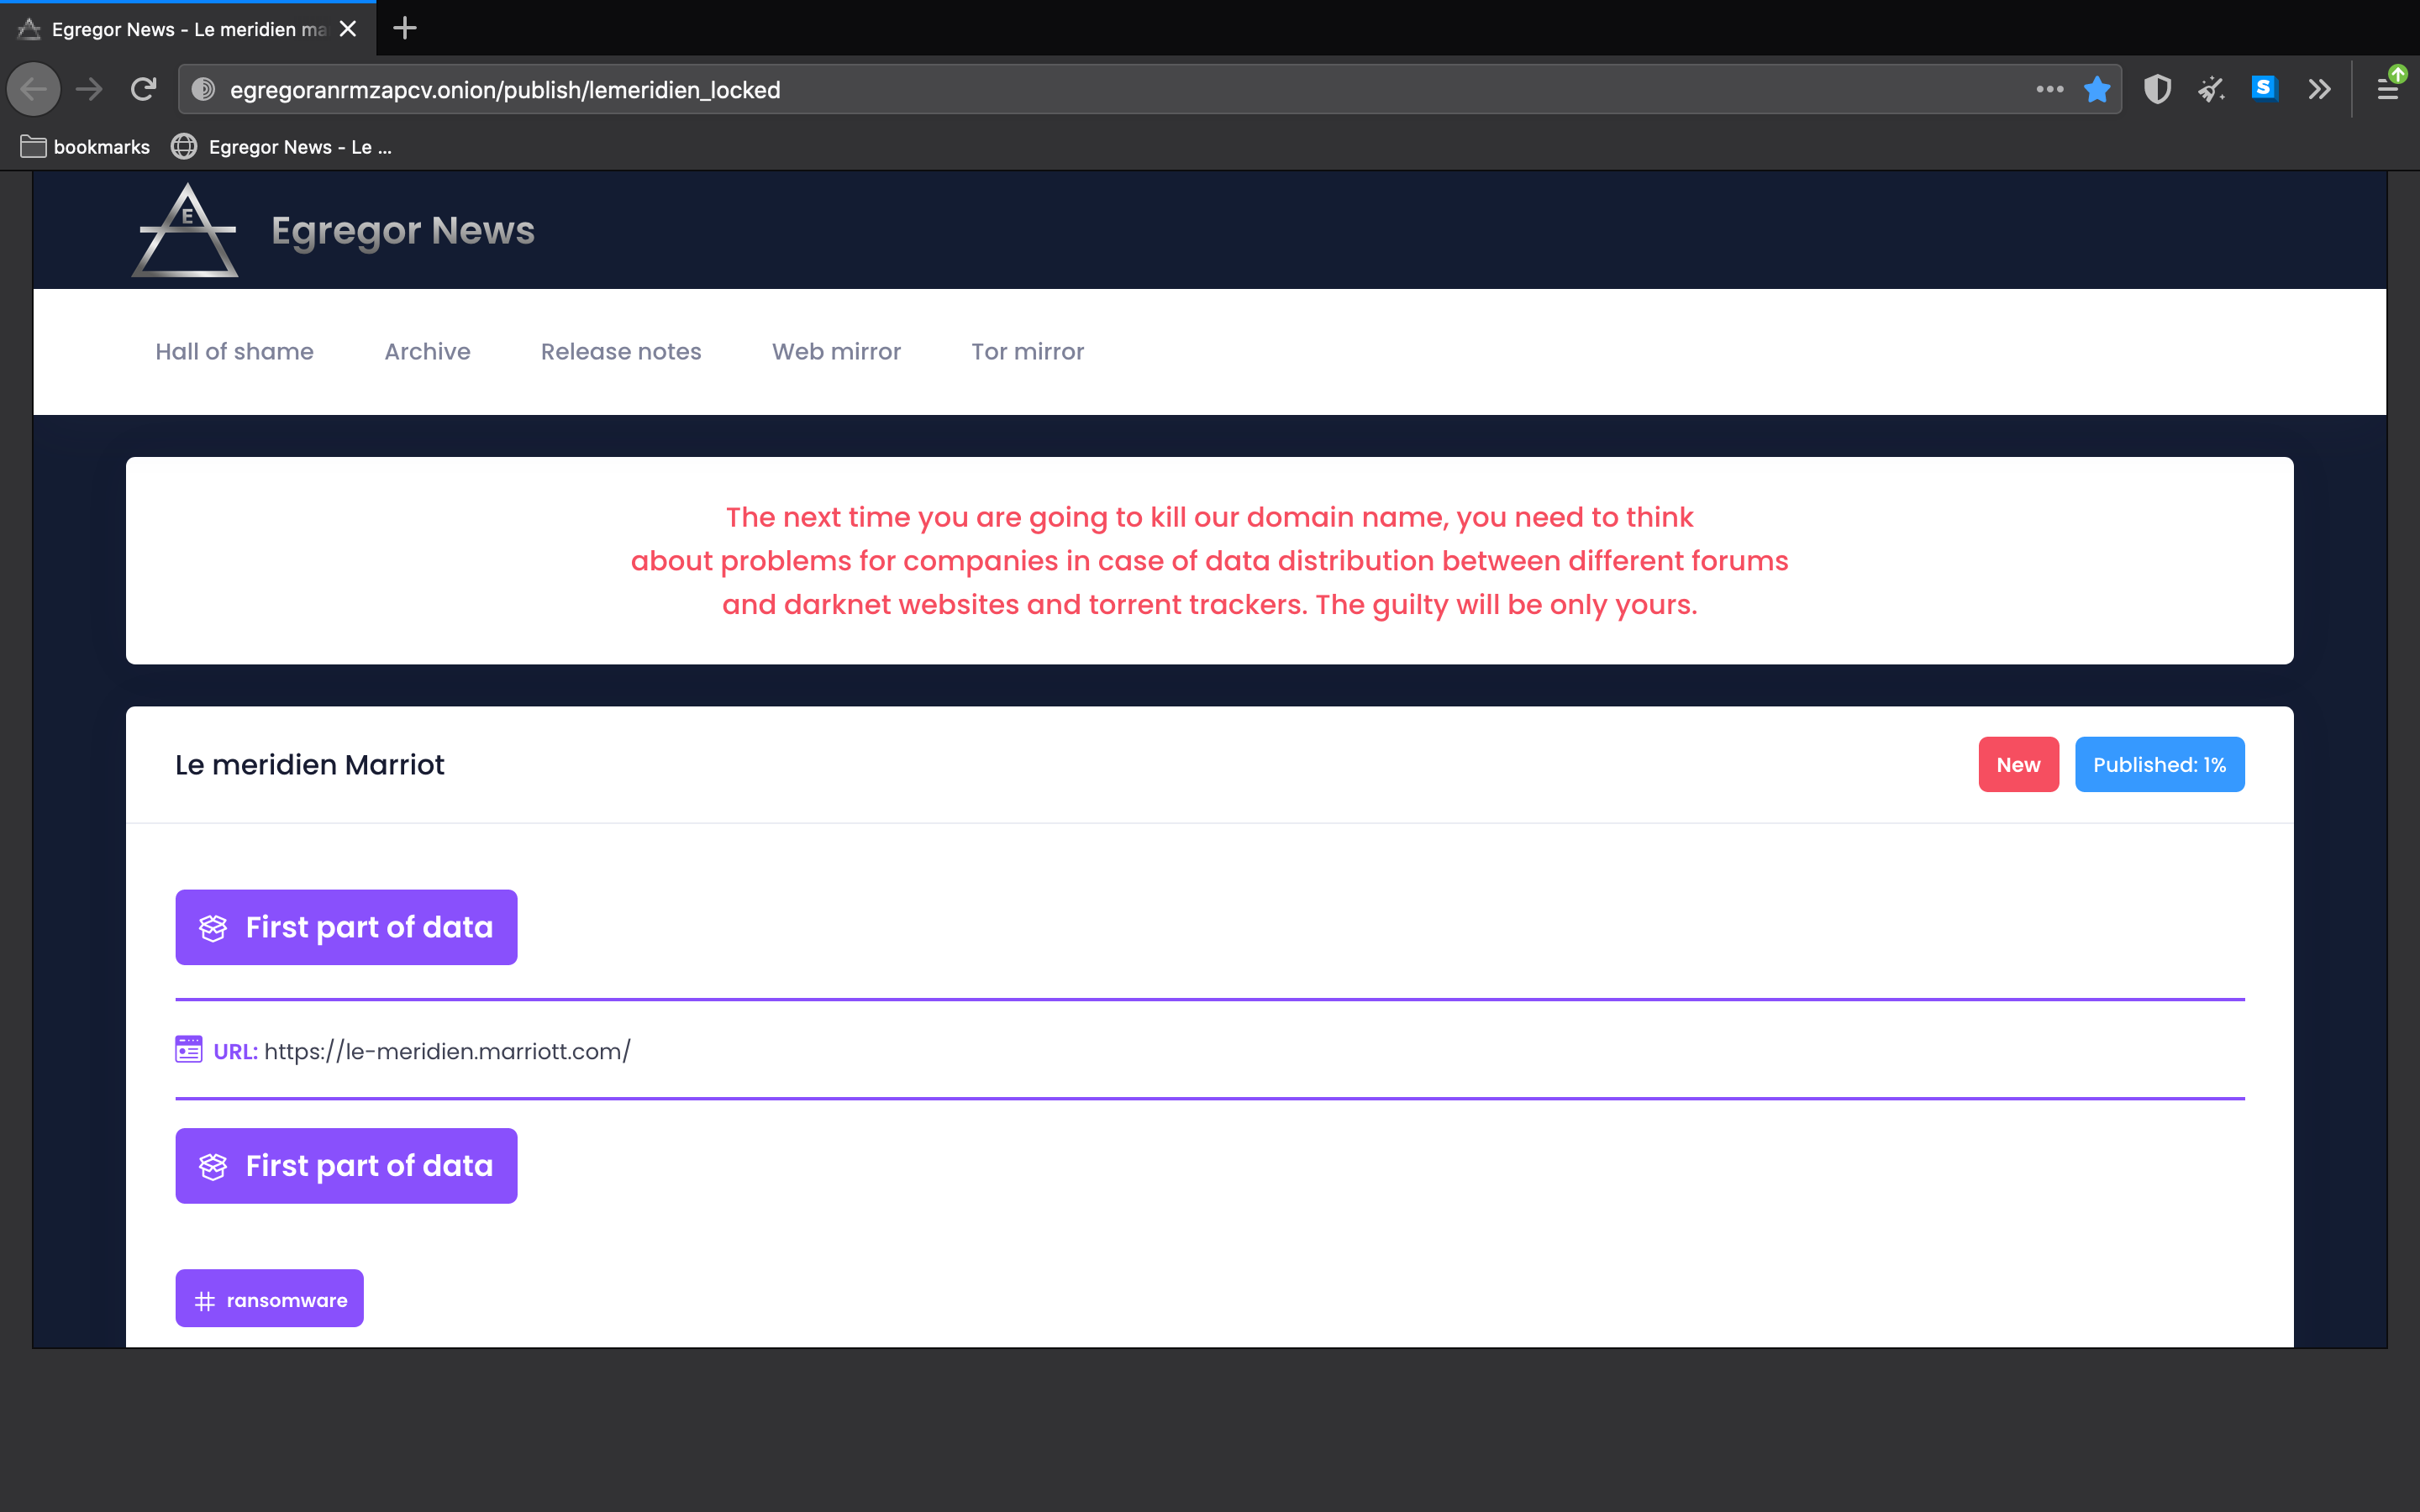 Egregor News - Le meridien ma
egregoranrmzapcv.onion/publish/lemeridien_locked
S
bookmarks
Egregor News - Le ...
E
Egregor News
Hall of shame
Archive
Release notes
Web mirror
Tor mirror
The next time you are going to kill our domain name, you need to think
about problems for companies in case of data distribution between different forums
and darknet websites and torrent trackers. The guilty will be only yours.
Le meridien Marriot
New
Published: 1%
First part of data
URL: https://le-meridien.marriott.com/
First part of data
# ransomware